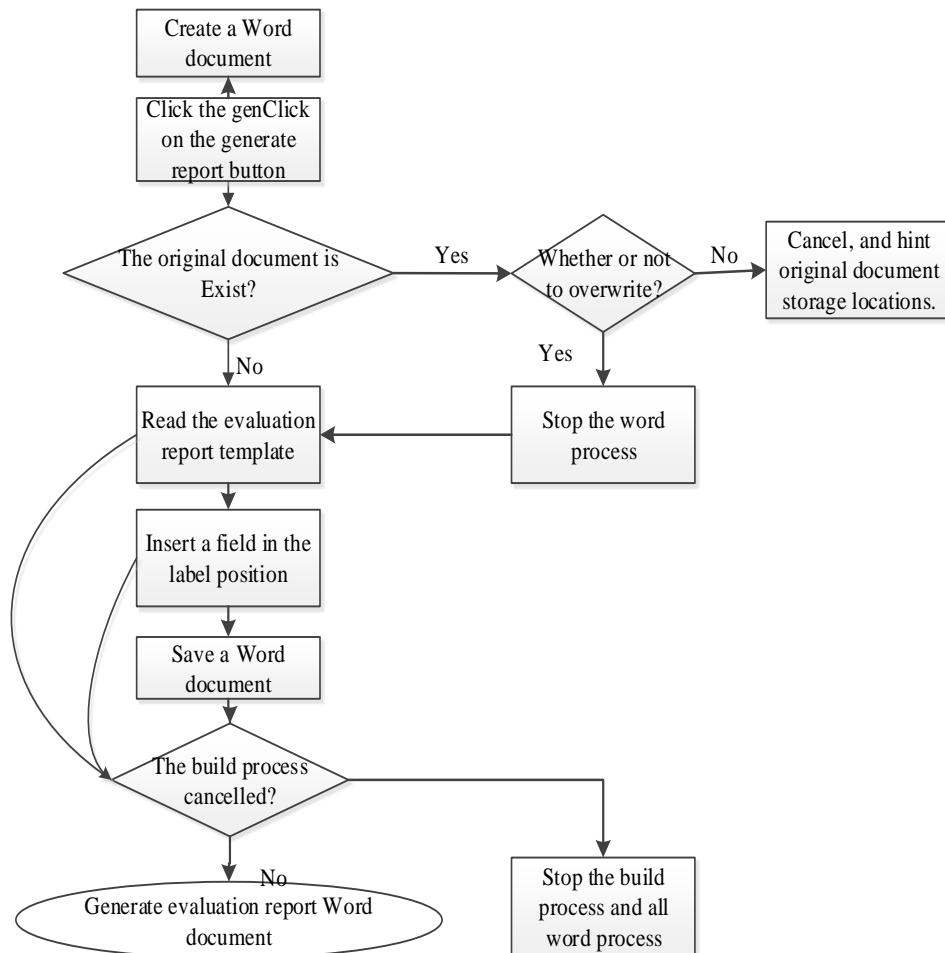 Create a Word
document
Click the genClick
on the generate
report button
The original document is
Exist?
Yes
Whether or not
to overwrite?
No
Cancel, and hint
original document
storage locations.
No
Yes
Read the evaluation
report template
Stop the word
process
Insert a field in the
label position
Save a Word
document
The build process
cancelled?
No
Generate evaluation report Word
document
Stop the build
process and all
word process